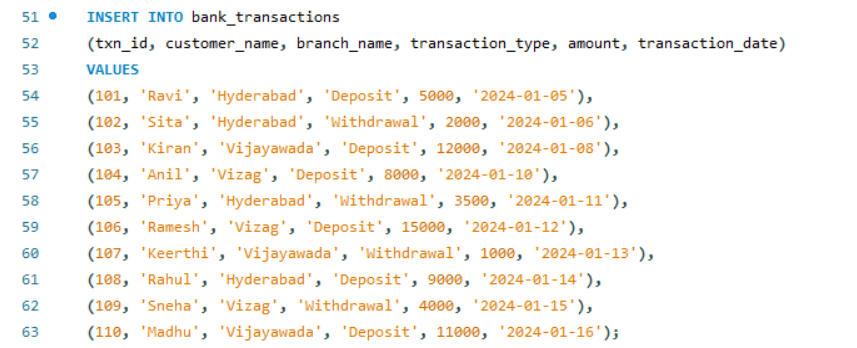 51 INSERT INTO bank_transactions
52 (txn_id, customer_name, branch_name, transaction_type, amount, transaction_date)
53 VALUES
54 (101, 'Ravi', 'Hyderabad', 'Deposit', 5000, '2024-01-05'),
55 (102, 'Sita', 'Hyderabad', 'Withdrawal', 2000, '2024-01-06'),
56 (103, 'Kiran', 'Vijayawada', 'Deposit', 12000, '2024-01-08'),
57 (104, 'Anil', 'Vizag', 'Deposit', 8000, '2024-01-10'),
58 (105, 'Priya', 'Hyderabad', 'Withdrawal', 3500, '2024-01-11'),
59 (106, 'Ramesh', 'Vizag', 'Deposit', 15000, '2024-01-12'),
60 (107, 'Keerthi', 'Vijayawada', 'Withdrawal', 1000, '2024-01-13'),
61 (108, 'Rahul', 'Hyderabad', 'Deposit', 9000, '2024-01-14'),
62 (109, 'Sneha', 'Vizag', 'Withdrawal', 4000, '2024-01-15'),
63 (110, 'Madhu', 'Vijayawada', 'Deposit', 11000, '2024-01-16');